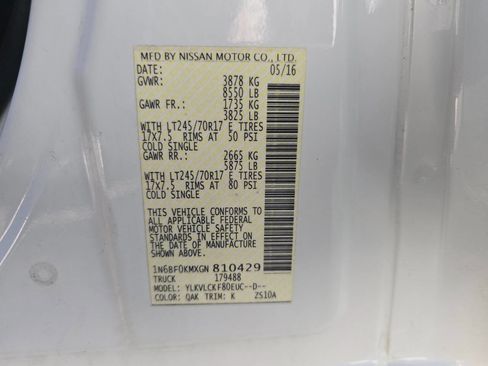 MFD BY NISSAN MOTOR CO., LTD.
DATE: 05/16
GVWR: 3878 KG
8550 LB
GAWR FR.: 1735 KG
3825 LB
WITH LT245/70R17 E TIRES
17X7.5 RIMS AT 50 PSI
COLD SINGLE
GAWR RR.: 2665 KG
5875 LB
WITH LT245/70R17 E TIRES
17X7.5 RIMS AT 80 PSI
COLD SINGLE
THIS VEHICLE CONFORMS TO
ALL APPLICABLE FEDERAL
MOTOR VEHICLE SAFETY
STANDARDS IN EFFECT ON
THE DATE OF MANUFACTURE
SHOWN ABOVE.
1N6BF0KMXGN810429
TRUCK 179488
MODEL: YLKVLCKF80EUC--D--
COLOR: QAK TRIM: K ZS10A